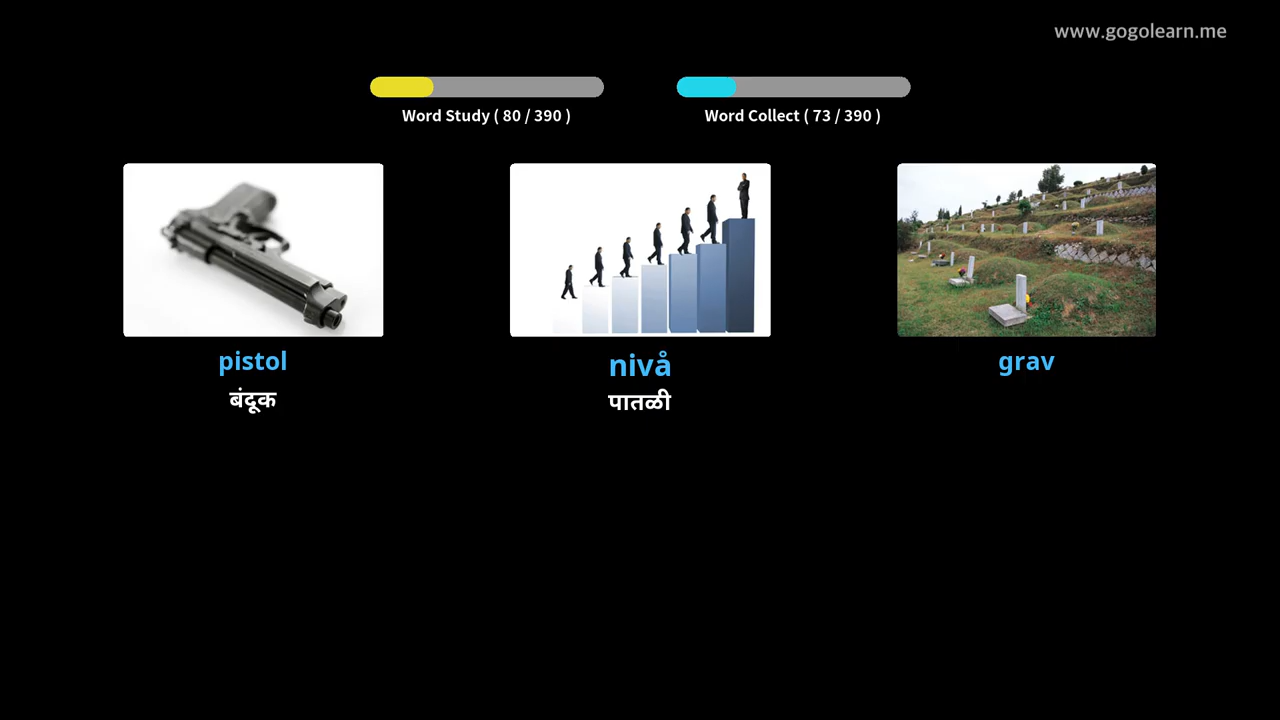 www.gogolearn.me
Word Study ( 80 / 390 )
Word Collect ( 73 / 390 )
pistol
nivå
grav
बंदूक
पातळी